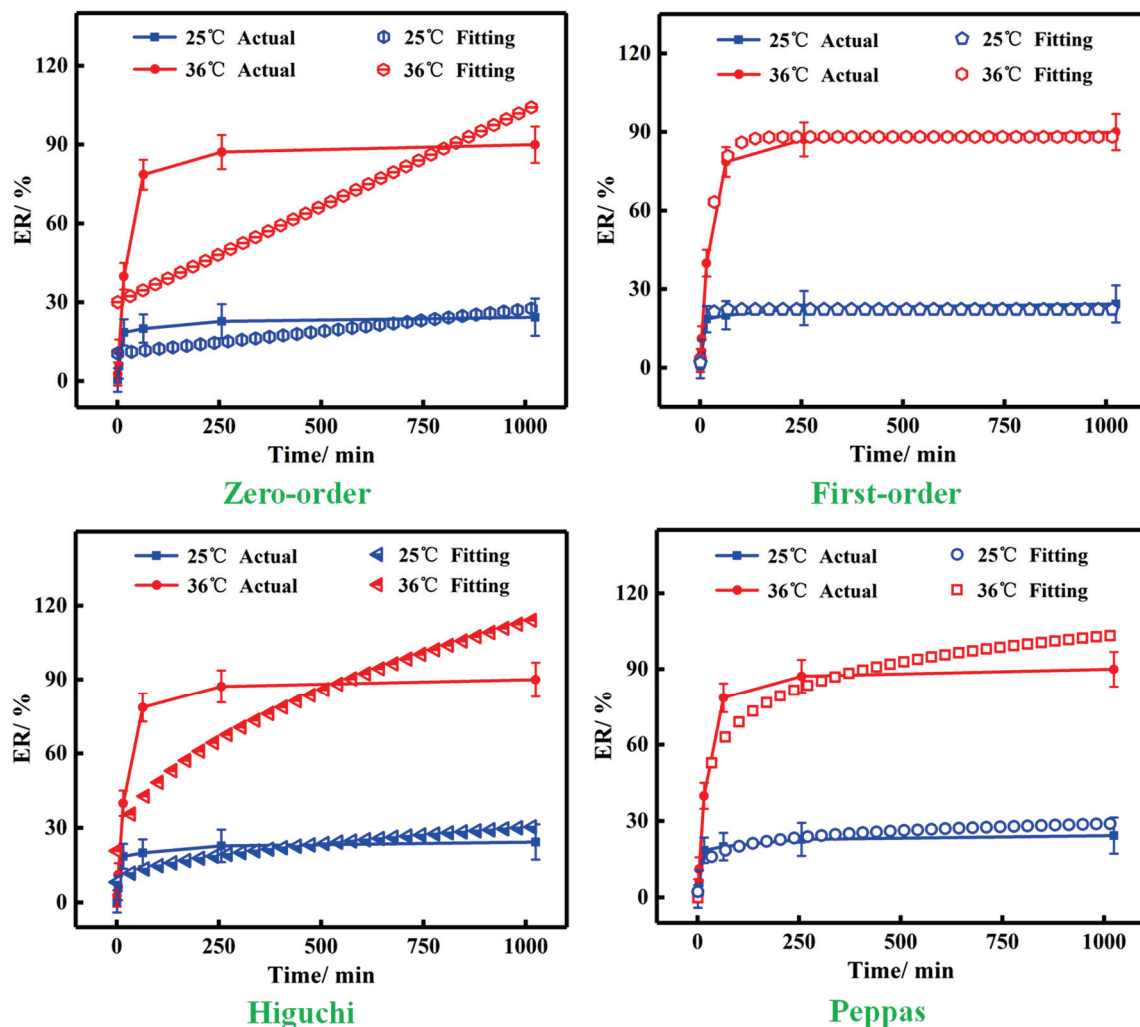 25℃ Actual 25℃ Fitting
36℃ Actual 36℃ Fitting
120
90
60
30
0
ER/ %
0 250 500 750 1000
Time/ min
Zero-order
25℃ Actual 25℃ Fitting
36℃ Actual 36℃ Fitting
120
90
60
30
0
ER/ %
0 250 500 750 1000
Time/ min
First-order
25℃ Actual 25℃ Fitting
36℃ Actual 36℃ Fitting
120
90
60
30
0
ER/ %
0 250 500 750 1000
Time/ min
Higuchi
25℃ Actual 25℃ Fitting
36℃ Actual 36℃ Fitting
120
90
60
30
0
ER/ %
0 250 500 750 1000
Time/ min
Peppas